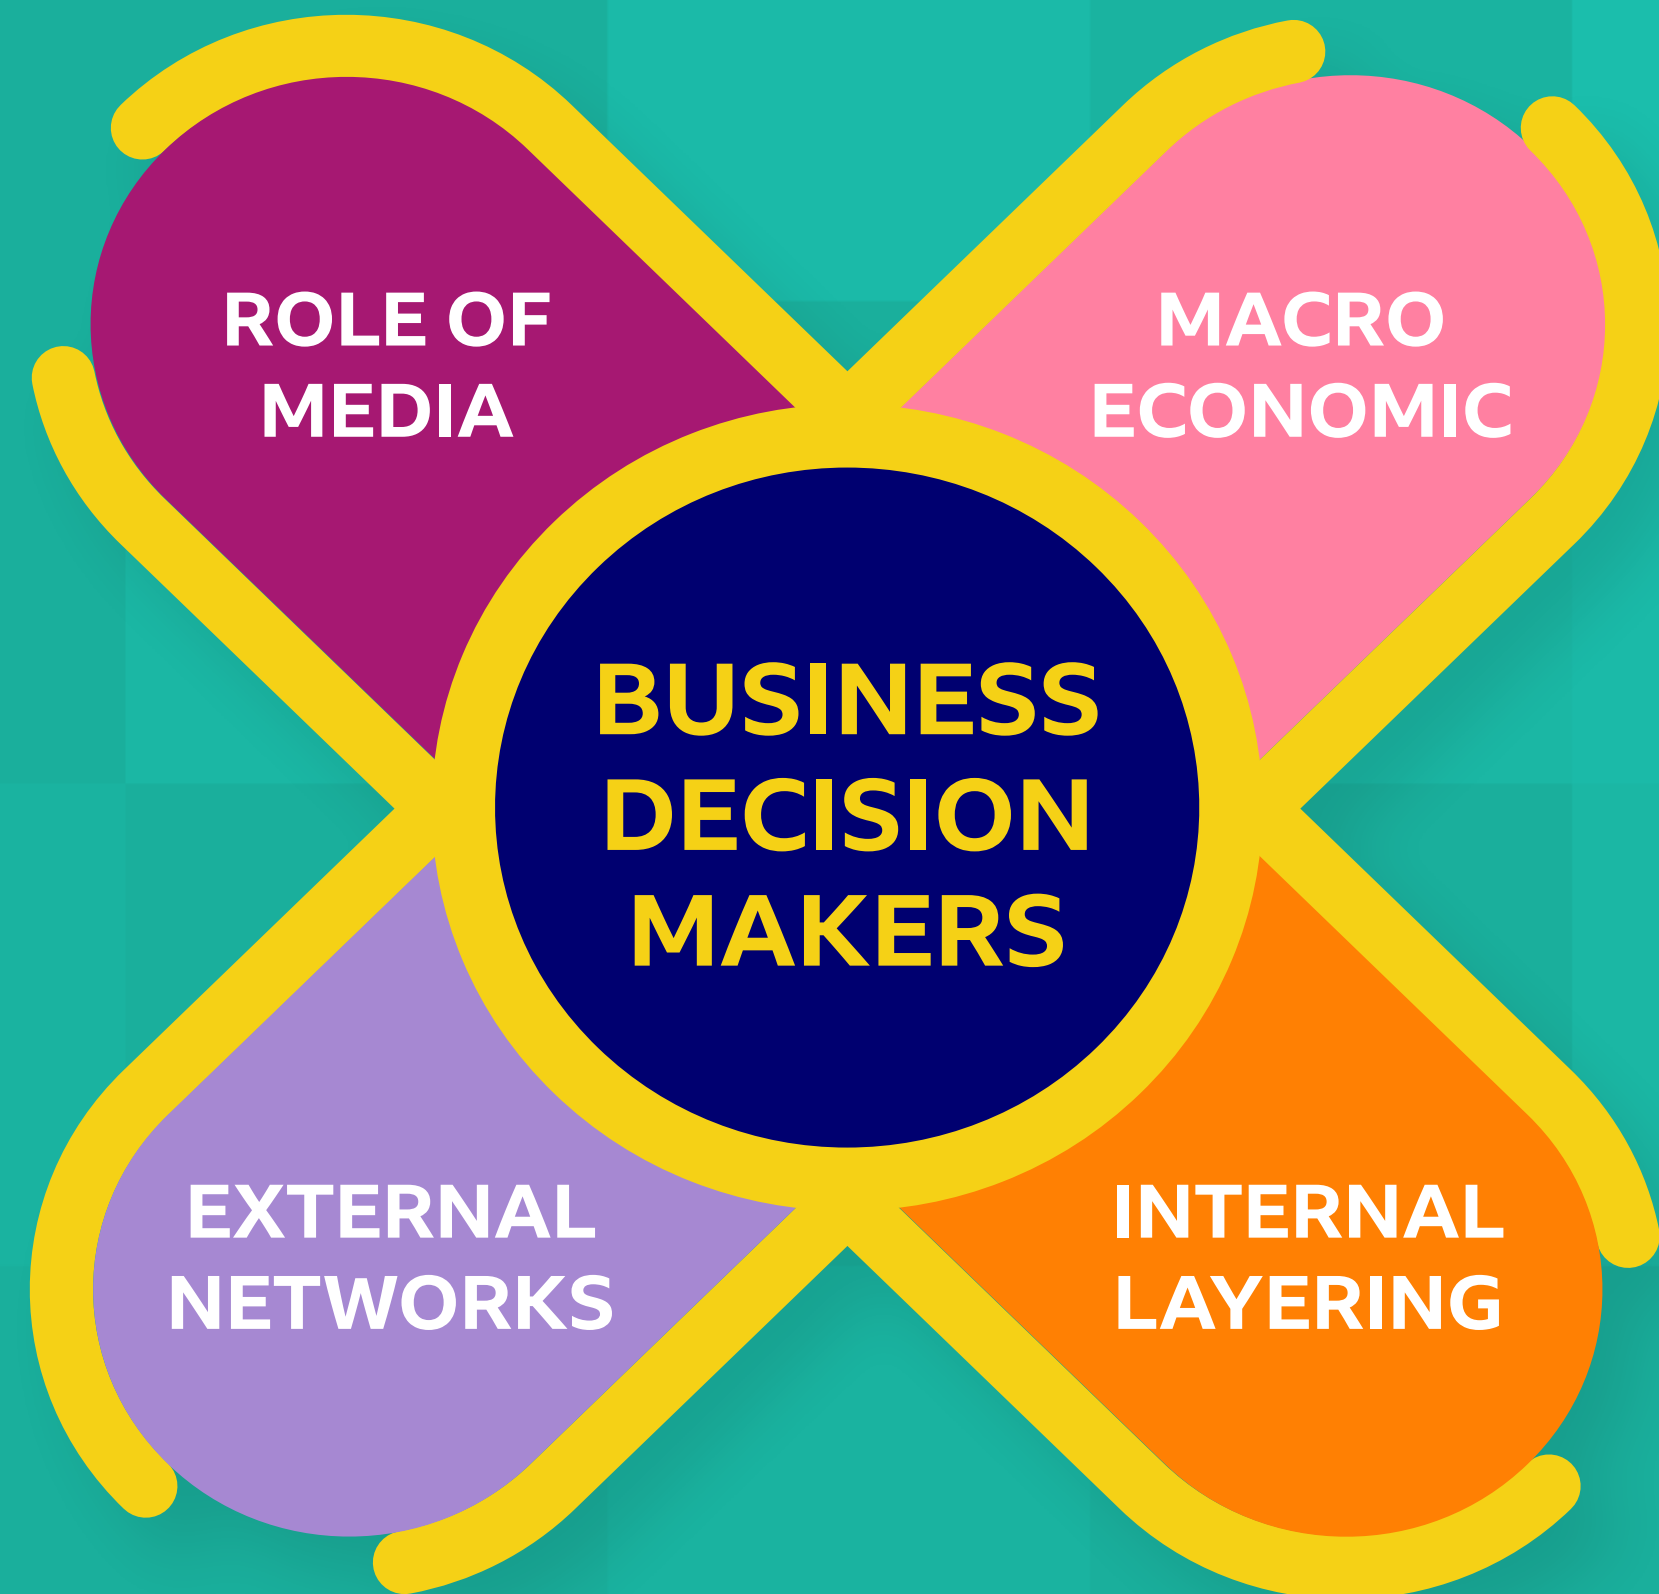 ROLE OF
MEDIA
MACRO
ECONOMIC
BUSINESS
DECISION
MAKERS
EXTERNAL
NETWORKS
INTERNAL
LAYERING